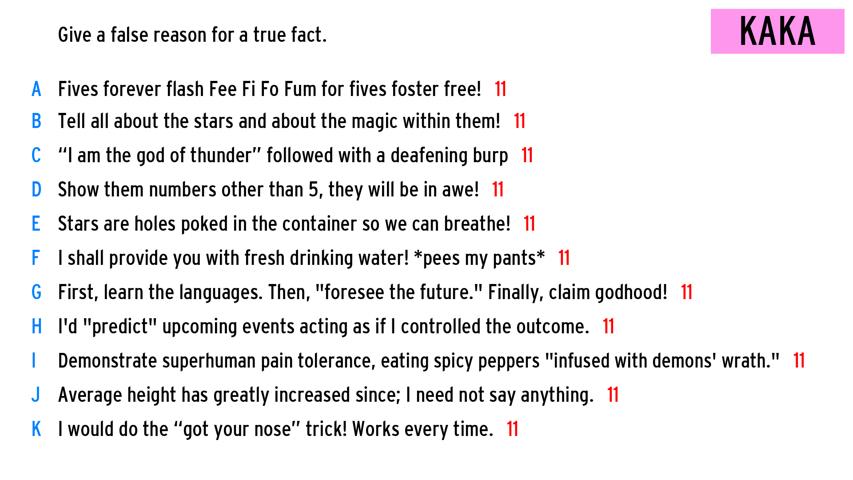 Give a false reason for a true fact.
KAKA
A Fives forever flash Fee Fi Fo Fum for fives foster free! 11
B Tell all about the stars and about the magic within them! 11
C “I am the god of thunder” followed with a deafening burp 11
D Show them numbers other than 5, they will be in awe! 11
E Stars are holes poked in the container so we can breathe! 11
F I shall provide you with fresh drinking water! *pees my pants* 11
G First, learn the languages. Then, "foresee the future." Finally, claim godhood! 11
H I'd "predict" upcoming events acting as if I controlled the outcome. 11
I Demonstrate superhuman pain tolerance, eating spicy peppers "infused with demons' wrath." 11
J Average height has greatly increased since; I need not say anything. 11
K I would do the “got your nose” trick! Works every time. 11